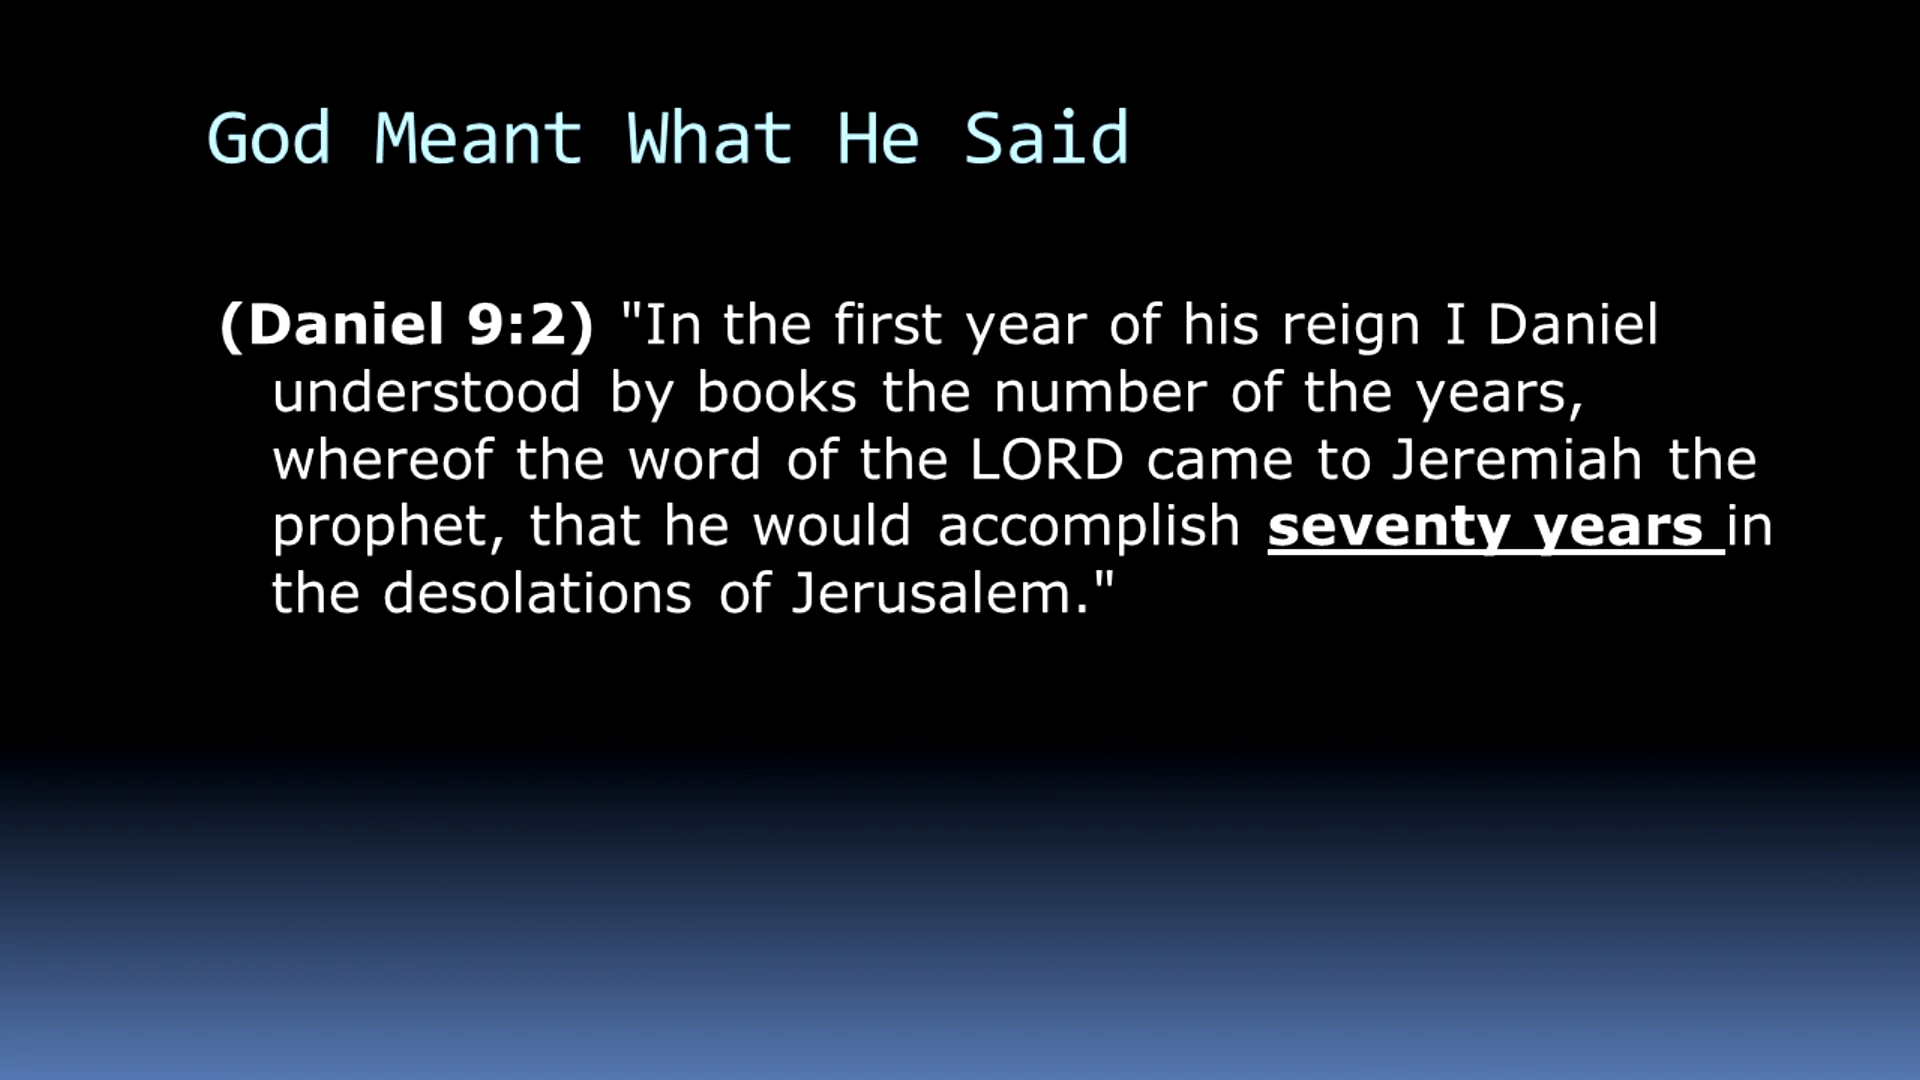 God Meant What He Said
(Daniel 9:2) "In the first year of his reign I Daniel
understood by books the number of the years,
whereof the word of the LORD came to Jeremiah the
prophet, that he would accomplish seventy years in
the desolations of Jerusalem."